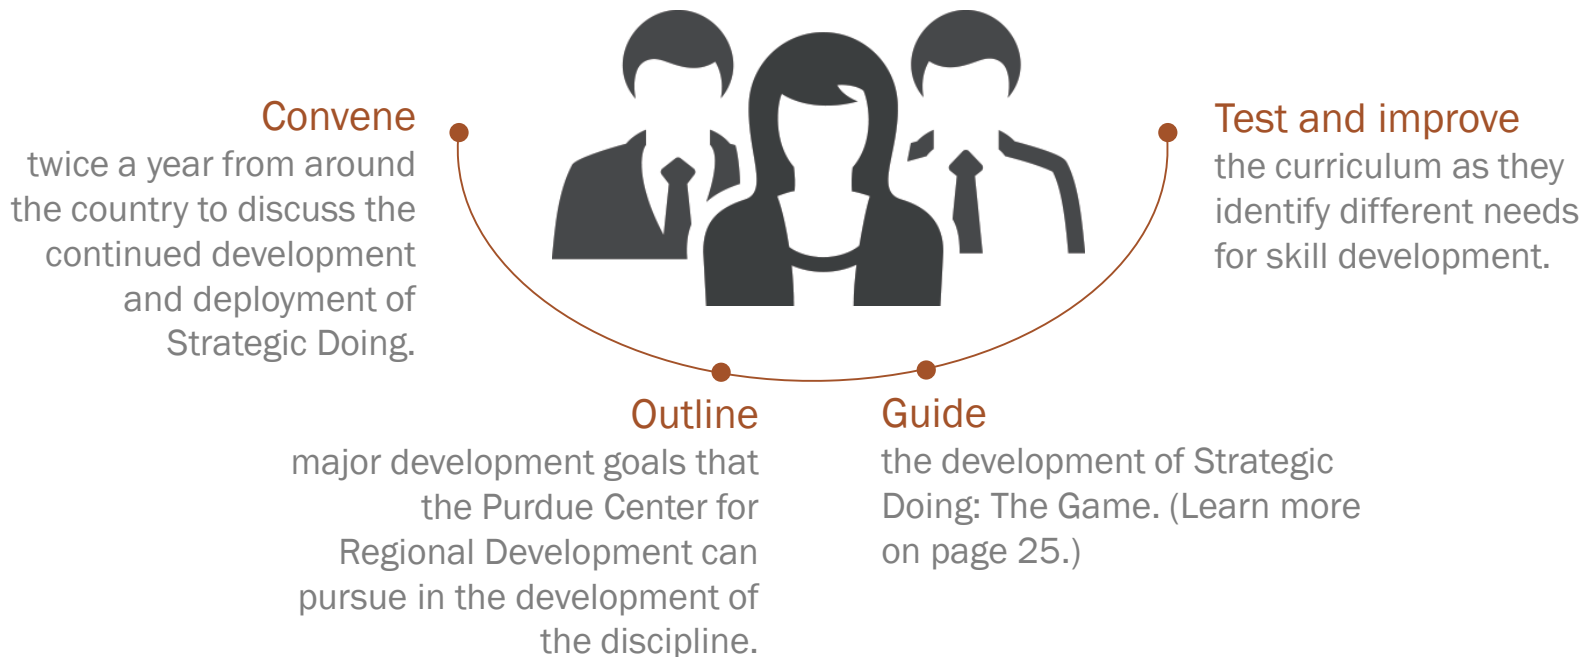 Convene
twice a year from around
the country to discuss the
continued development
and deployment of
Strategic Doing.
Outline
major development goals that
the Purdue Center for
Regional Development can
pursue in the development of
the discipline.
Guide
the development of Strategic
Doing: The Game. (Learn more
on page 25.)
Test and improve
the curriculum as they
identify different needs
for skill development.